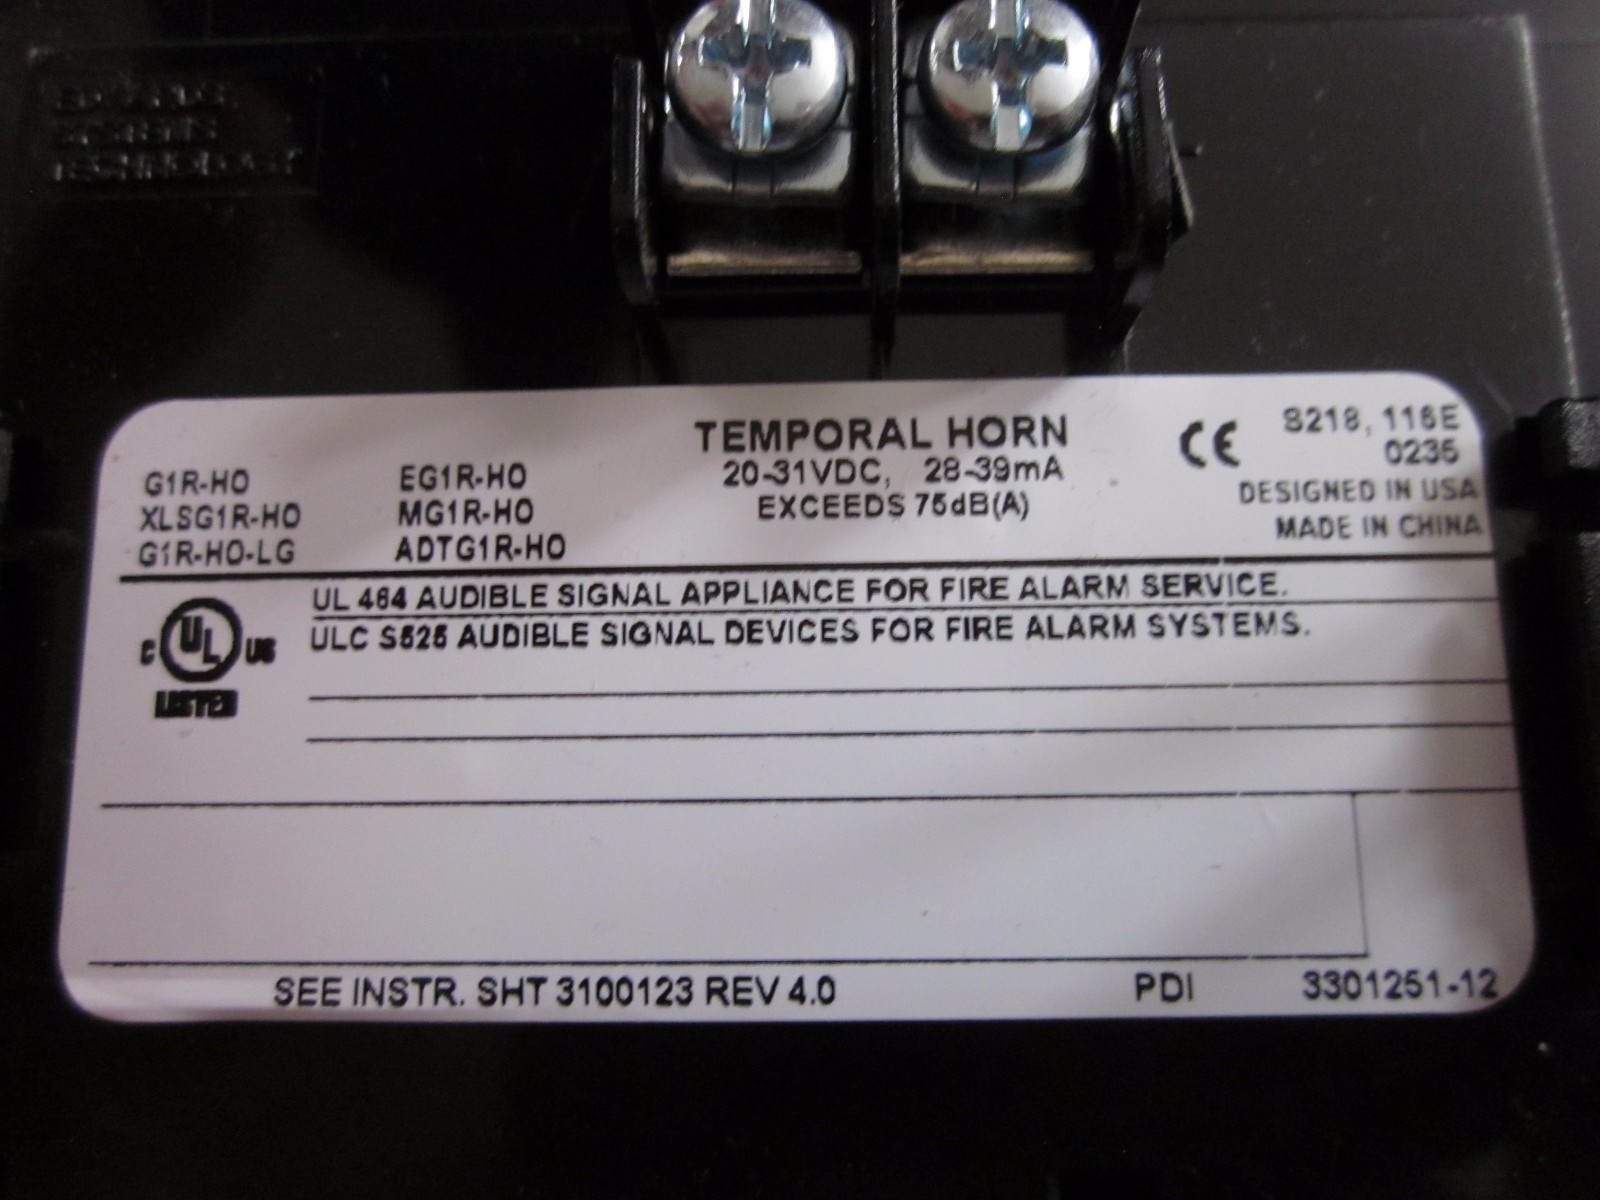 TEMPORAL HORN
20-31VDC, 28-39mA
EXCEEDS 75dB(A)
G1R-HO EG1R-HO
XLSG1R-HO MG1R-HO
G1R-HO-LG ADTG1R-HO
CE
S218, 116E
0235
DESIGNED IN USA
MADE IN CHINA
UL 464 AUDIBLE SIGNAL APPLIANCE FOR FIRE ALARM SERVICE.
ULC S525 AUDIBLE SIGNAL DEVICES FOR FIRE ALARM SYSTEMS.
C UL US
LISTED
SEE INSTR. SHT 3100123 REV 4.0 PDI 3301251-12